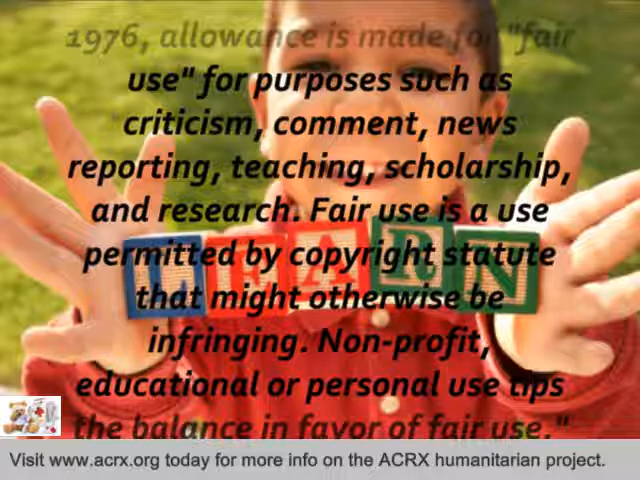 1976, allowance is made for "fair
use" for purposes such as
criticism, comment, news
reporting, teaching, scholarship,
and research. Fair use is a use
permitted by copyright statute
that might otherwise be
infringing. Non-profit,
educational or personal use tips
the balance in favor of fair use."
LEARN
Visit www.acrx.org today for more info on the ACRX humanitarian project.